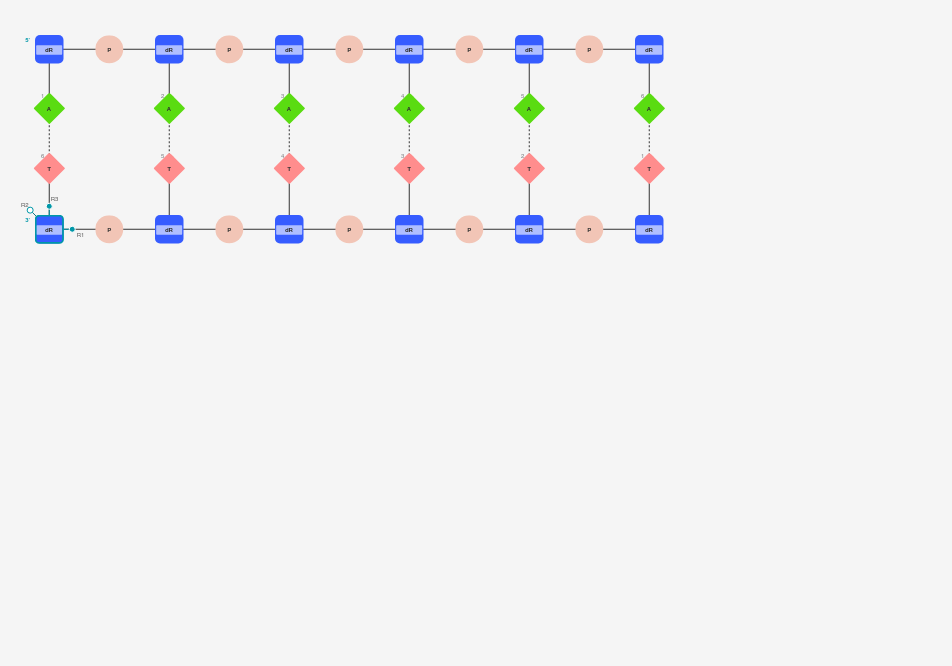 5'
dR P dR P dR P dR P dR P dR
1 2 3 4 5 6
A A A A A A
6 5 4 3 2 1
T T T T T T
R3
R2
3'
dR P dR P dR P dR P dR P dR
R1